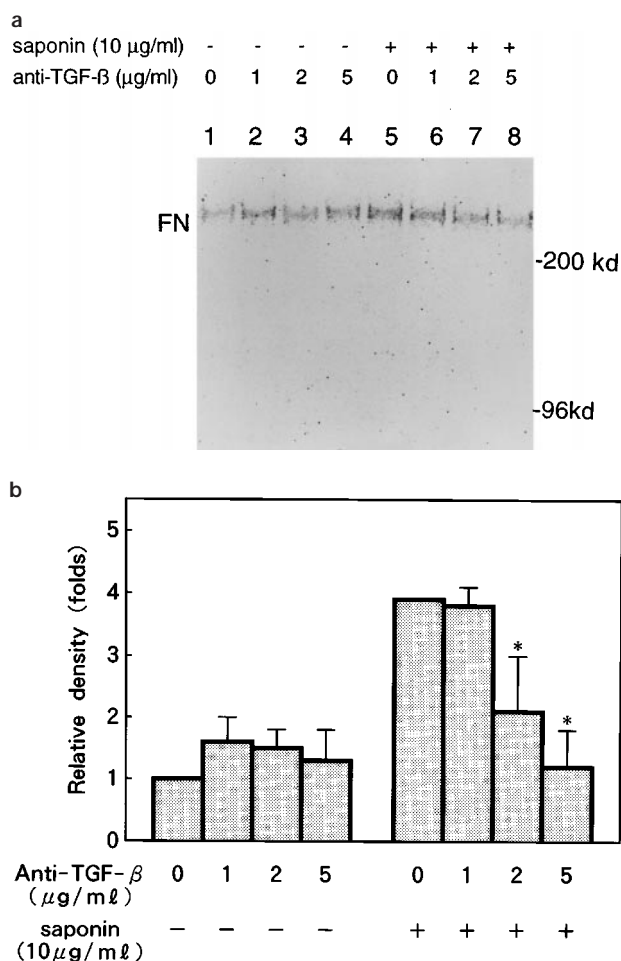 a
saponin (10 µg/ml) - - - - + + + +
anti-TGF-ß (µg/ml) 0 1 2 5 0 1 2 5
1 2 3 4 5 6 7 8
FN
-200 kd
-96kd
b
Relative density (folds)
5
4
3
2
1
0
* *
Anti-TGF-β 0 1 2 5 0 1 2 5
(µg/mℓ)
saponin − − − − + + + +
(10µg/mℓ)